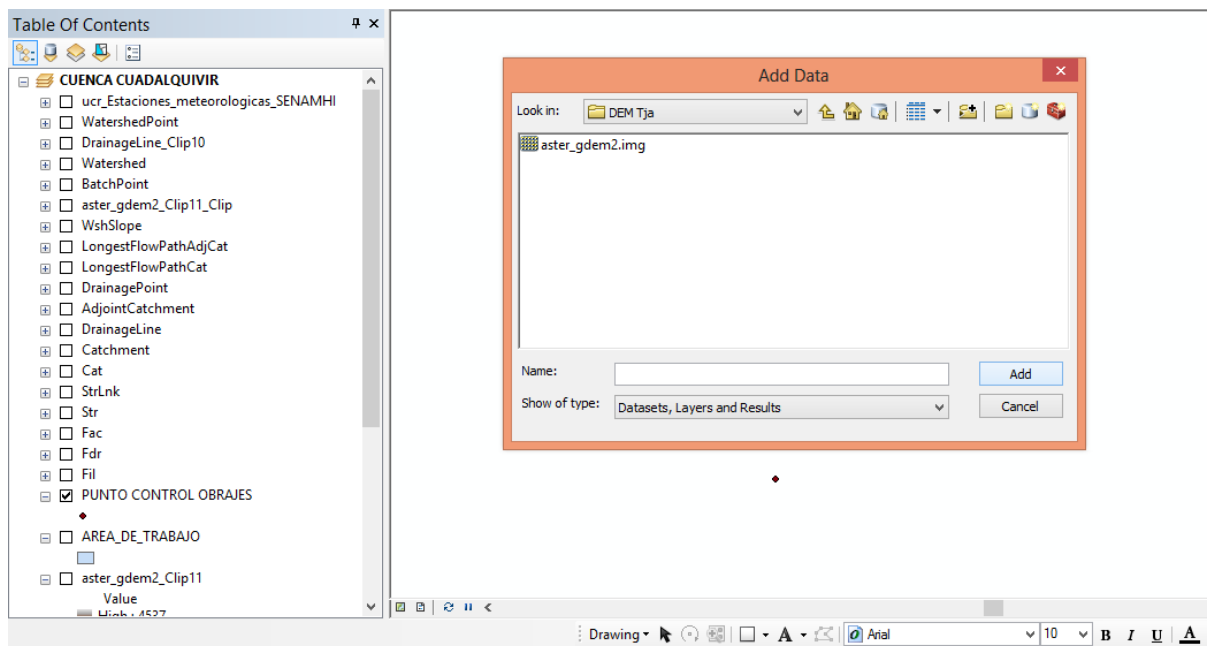 Table Of Contents
CUENCA CUADALQUIVIR
ucr_Estaciones_meteorologicas_SENAMHI
WatershedPoint
DrainageLine_Clip10
Watershed
BatchPoint
aster_gdem2_Clip11_Clip
WshSlope
LongestFlowPathAdjCat
LongestFlowPathCat
DrainagePoint
AdjointCatchment
DrainageLine
Catchment
Cat
StrLnk
Str
Fac
Fdr
Fil
PUNTO CONTROL OBRAJES
AREA_DE_TRABAJO
aster_gdem2_Clip11
Value
High : 4537
Add Data
Look in: DEM Tja
aster_gdem2.img
Name:
Add
Show of type: Datasets, Layers and Results
Cancel
Drawing A Arial 10 B I U A